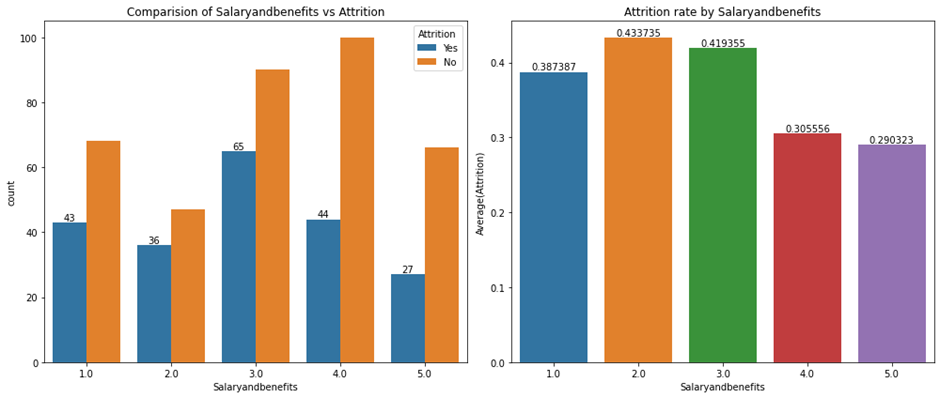 Comparision of Salaryandbenefits vs Attrition
Attrition
Yes
No
100
80
60
40
20
0
count
43
36
65
44
27
1.0 2.0 3.0 4.0 5.0
Salaryandbenefits
Attrition rate by Salaryandbenefits
0.4
0.3
0.2
0.1
0.0
Average(Attrition)
0.387387
0.433735
0.419355
0.305556
0.290323
1.0 2.0 3.0 4.0 5.0
Salaryandbenefits